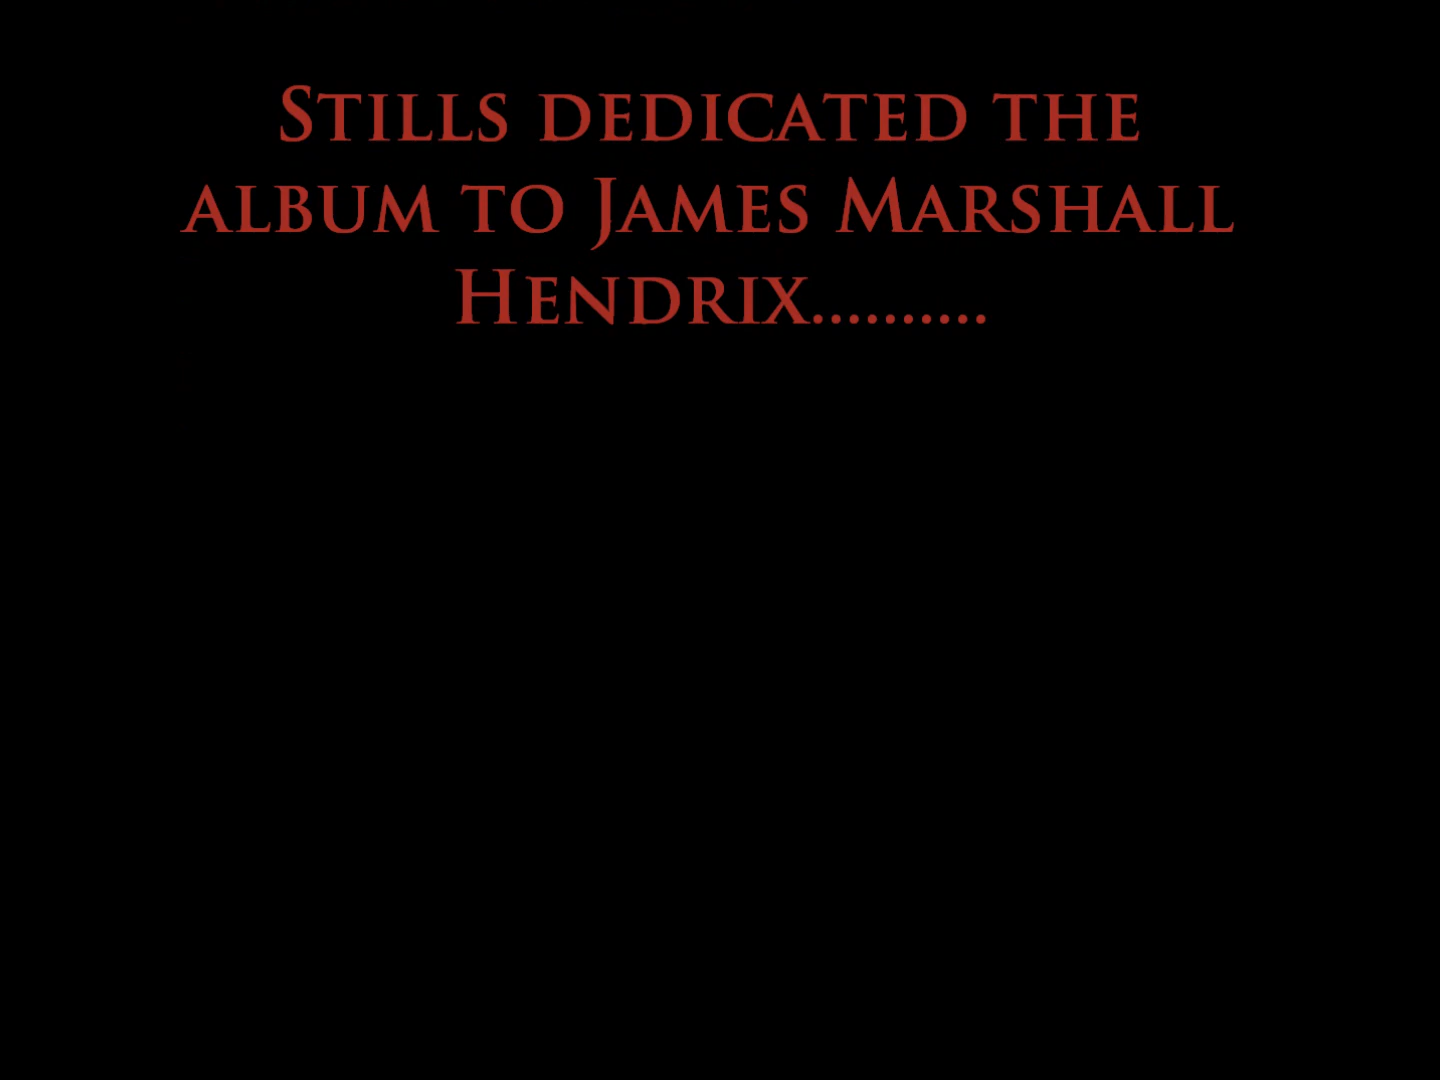 Stills dedicated the
album to James Marshall
Hendrix..........